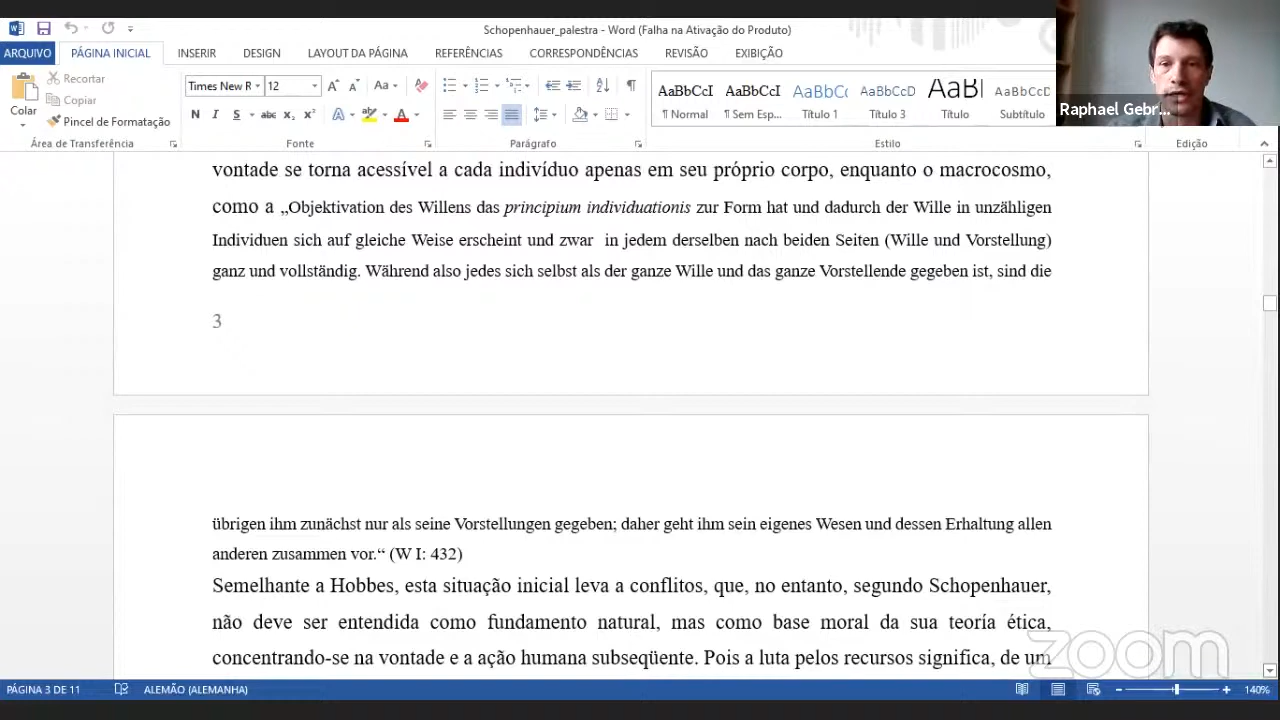 Schopenhauer_palestra - Word (Falha na Ativação do Produto)
ARQUIVO PÁGINA INICIAL INSERIR DESIGN LAYOUT DA PÁGINA REFERÊNCIAS CORRESPONDÊNCIAS REVISÃO EXIBIÇÃO
Colar
Recortar
Copiar
Pincel de Formatação
Times New R 12
AaBbCcI AaBbCcI AaBbC AaBbCcD AaBl AaBbCcD
¶ Normal ¶ Sem Esp... Título 1 Título 3 Título Subtítulo
Área de Transferência Fonte Parágrafo Estilo Edição
Raphael Gebr...
vontade se torna acessível a cada indivíduo apenas em seu próprio corpo, enquanto o macrocosmo,
como a „Objektivation des Willens das principium individuationis zur Form hat und dadurch der Wille in unzähligen
Individuen sich auf gleiche Weise erscheint und zwar in jedem derselben nach beiden Seiten (Wille und Vorstellung)
ganz und vollständig. Während also jedes sich selbst als der ganze Wille und das ganze Vorstellende gegeben ist, sind die
3
übrigen ihm zunächst nur als seine Vorstellungen gegeben; daher geht ihm sein eigenes Wesen und dessen Erhaltung allen
anderen zusammen vor.“ (W I: 432)
Semelhante a Hobbes, esta situação inicial leva a conflitos, que, no entanto, segundo Schopenhauer,
não deve ser entendida como fundamento natural, mas como base moral da sua teoría ética,
concentrando-se na vontade e a ação humana subseqüente. Pois a luta pelos recursos significa, de um
zoom
PÁGINA 3 DE 11 ALEMÃO (ALEMANHA) 140%